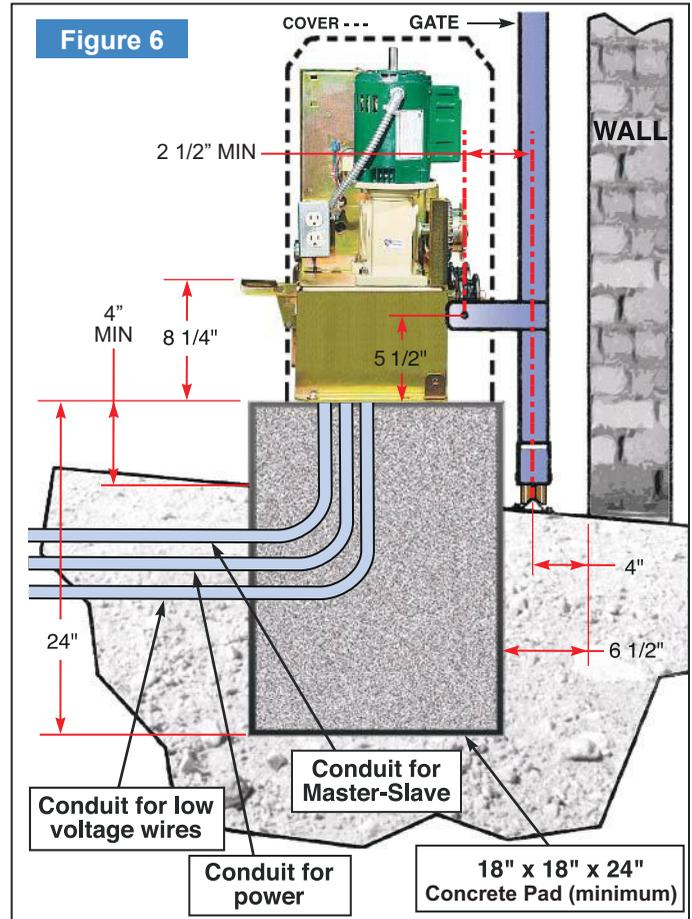 Figure 6
COVER ---
GATE
WALL
2 1/2” MIN
4”
MIN
8 1/4"
5 1/2"
4"
24"
6 1/2"
Conduit for
Master-Slave
Conduit for low
voltage wires
Conduit for
power
18" x 18" x 24"
Concrete Pad (minimum)